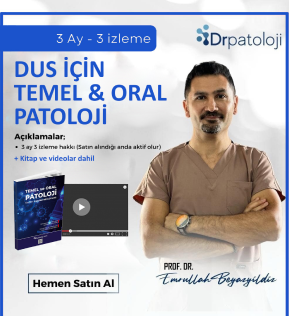 3 Ay - 3 izleme
Drpatoloji
DUS İÇİN
TEMEL & ORAL
PATOLOJİ
Açıklamalar;
• 3 ay 3 izleme hakkı (Satın alındığı anda aktif olur)
+ Kitap ve videolar dahil
TEMEL ve ORAL
PATOLOJİ
PROF. DR.
Emrullah Beyazyıldız
Hemen Satın Al